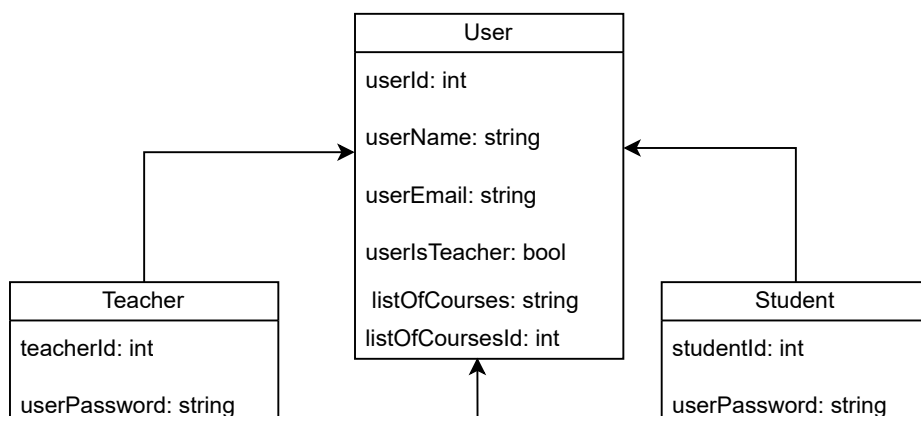 User
userId: int
userName: string
userEmail: string
userIsTeacher: bool
listOfCourses: string
listOfCoursesId: int
Teacher
teacherId: int
userPassword: string
Student
studentId: int
userPassword: string